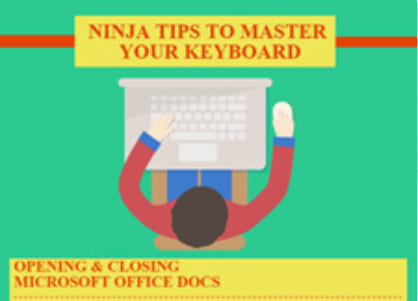 NINJA TIPS TO MASTER
YOUR KEYBOARD
OPENING & CLOSING
MICROSOFT OFFICE DOCS